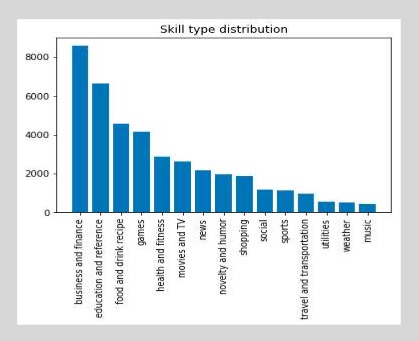 Skill type distribution
8000
6000
4000
2000
0
business and finance
education and reference
food and drink recipe
games
health and fitness
movies and TV
news
novelty and humor
shopping
social
sports
travel and transportation
utilities
weather
music